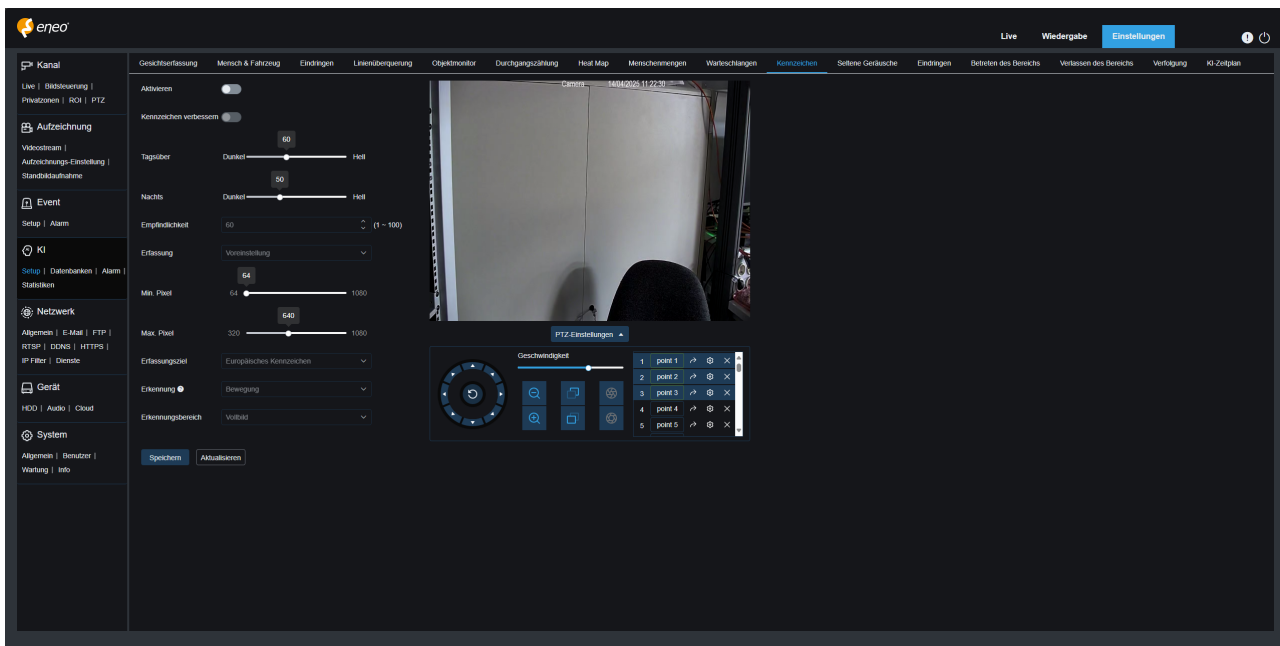 eneo
Live Wiedergabe Einstellungen
Kanal
Live | Bildsteuerung |
Privatzonen | ROI | PTZ
Aufzeichnung
Videostream |
Aufzeichnungs-Einstellung |
Standbildaufnahme
Event
Setup | Alarm
KI
Setup | Datenbanken | Alarm |
Statistiken
Netzwerk
Allgemein | E-Mail | FTP |
RTSP | DDNS | HTTPS |
IP Filter | Dienste
Gerät
HDD | Audio | Cloud
System
Allgemein | Benutzer |
Wartung | Info
Gesichtserfassung Mensch & Fahrzeug Eindringen Linienüberquerung Objektmonitor Durchgangszählung Heat Map Menschenmengen Warteschlangen Kennzeichen Seltene Geräusche Eindringen Betreten des Bereichs Verlassen des Bereichs Verfolgung KI-Zeitplan
Aktivieren
Kennzeichen verbessern
60
Tagsüber Dunkel Hell
50
Nachts Dunkel Hell
Empfindlichkeit 60 (1 ~ 100)
Erfassung Voreinstellung
64
Min. Pixel 64 1080
640
Max. Pixel 320 1080
Erfassungsziel Europäisches Kennzeichen
Erkennung Bewegung
Erkennungsbereich Vollbild
Speichern Aktualisieren
Camera 14/04/2025 11:22:30
PTZ-Einstellungen
Geschwindigkeit
1 point 1
2 point 2
3 point 3
4 point 4
5 point 5